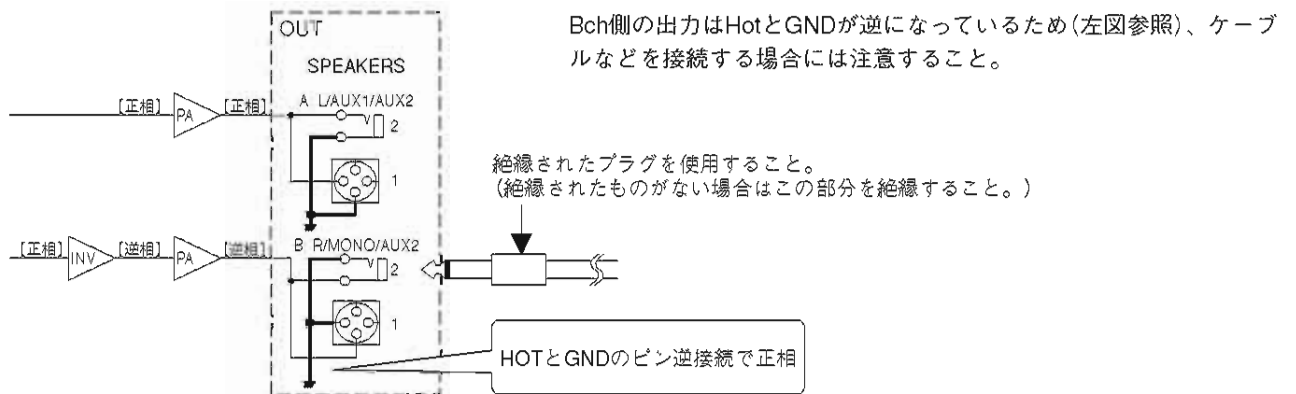 OUT
Bch側の出力はHotとGNDが逆になっているため(左図参照)、ケーブ
ルなどを接続する場合には注意すること。
SPEAKERS
[正相] PA [正相] A L/AUX1/AUX2
2
1
絶縁されたプラグを使用すること。
(絶縁されたものがない場合はこの部分を絶縁すること。)
[正相] INV [逆相] PA [逆相] B R/MONO/AUX2
2
1
HOTとGNDのピン逆接続で正相